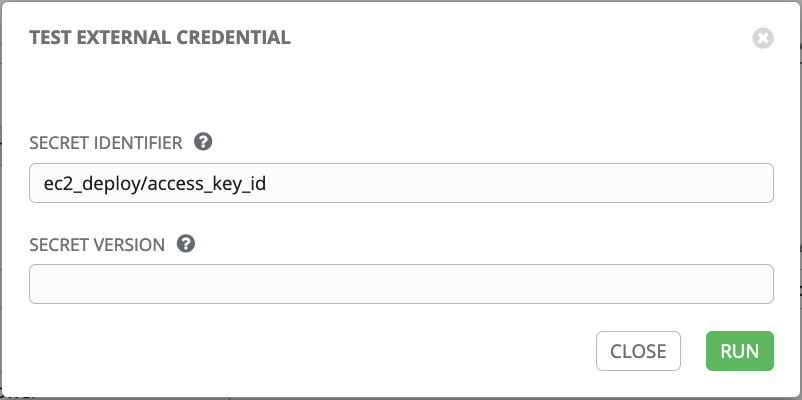 TEST EXTERNAL CREDENTIAL
SECRET IDENTIFIER
ec2_deploy/access_key_id
SECRET VERSION
CLOSE
RUN